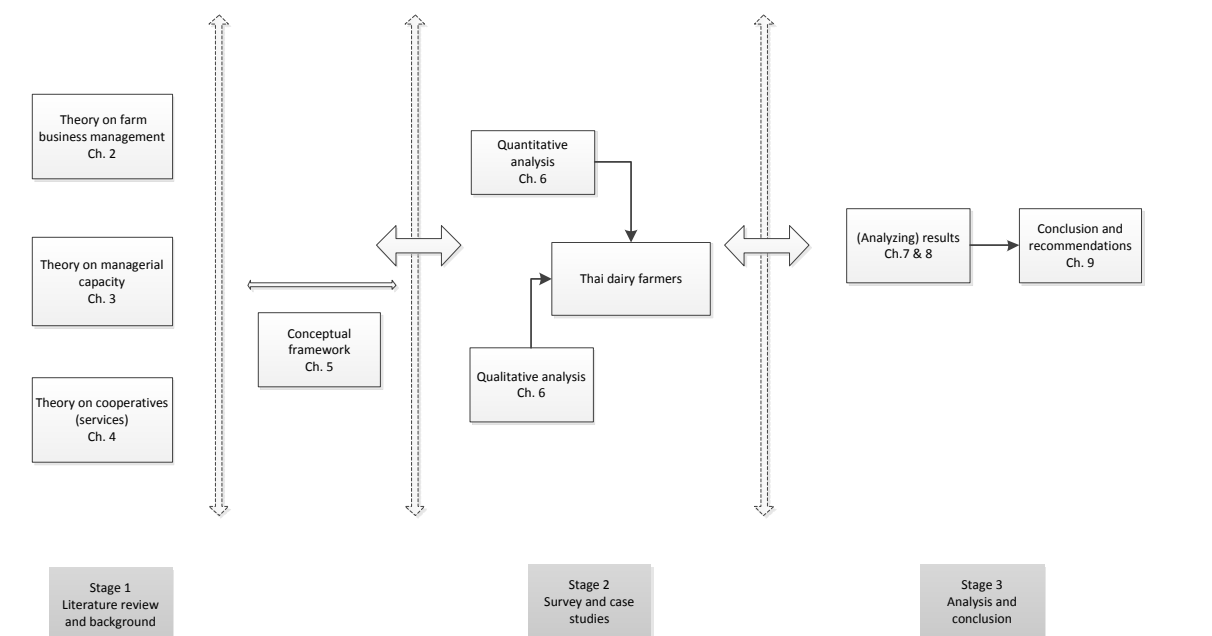 Theory on farm
business management
Ch. 2
Theory on managerial
capacity
Ch. 3
Theory on cooperatives
(services)
Ch. 4
Conceptual
framework
Ch. 5
Quantitative
analysis
Ch. 6
Thai dairy farmers
Qualitative analysis
Ch. 6
(Analyzing) results
Ch.7 & 8
Conclusion and
recommendations
Ch. 9
Stage 1
Literature review
and background
Stage 2
Survey and case
studies
Stage 3
Analysis and
conclusion